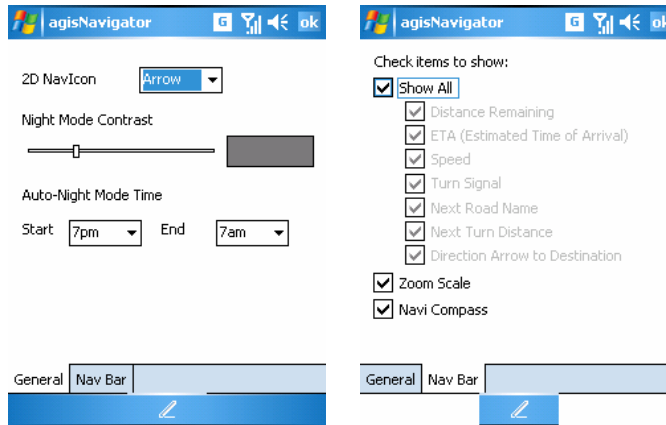 agisNavigator G ok
2D NavIcon Arrow
Night Mode Contrast
Auto-Night Mode Time
Start 7pm End 7am
General Nav Bar
agisNavigator G ok
Check items to show:
Show All
Distance Remaining
ETA (Estimated Time of Arrival)
Speed
Turn Signal
Next Road Name
Next Turn Distance
Direction Arrow to Destination
Zoom Scale
Navi Compass
General Nav Bar